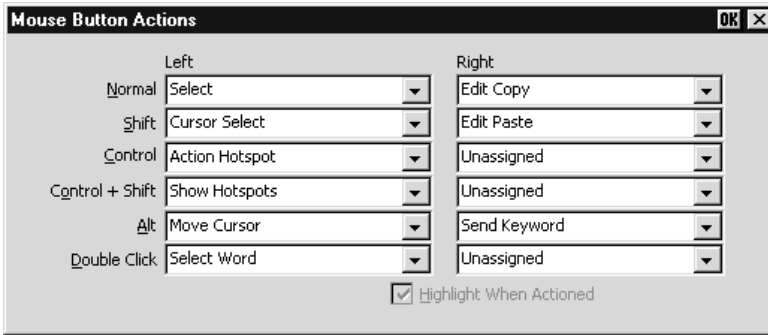 Mouse Button Actions OK
Left Right
Normal Select Edit Copy
Shift Cursor Select Edit Paste
Control Action Hotspot Unassigned
Control + Shift Show Hotspots Unassigned
Alt Move Cursor Send Keyword
Double Click Select Word Unassigned
Highlight When Actioned